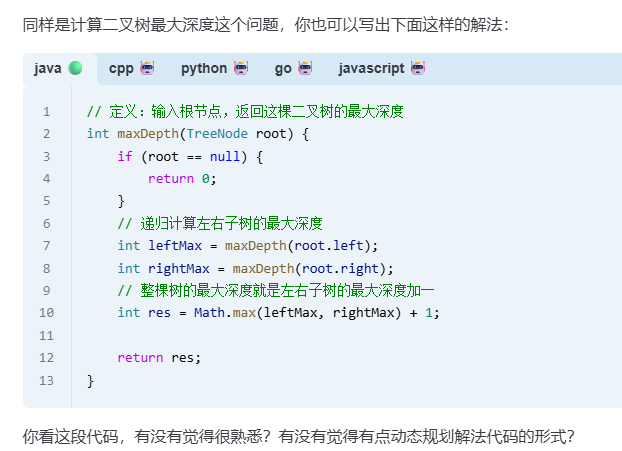 同样是计算二叉树最大深度这个问题，你也可以写出下面这样的解法：
java cpp python go javascript
1 // 定义：输入根节点，返回这棵二叉树的最大深度
2 int maxDepth(TreeNode root) {
3     if (root == null) {
4         return 0;
5     }
6     // 递归计算左右子树的最大深度
7     int leftMax = maxDepth(root.left);
8     int rightMax = maxDepth(root.right);
9     // 整棵树的最大深度就是左右子树的最大深度加一
10     int res = Math.max(leftMax, rightMax) + 1;
11
12     return res;
13 }
你看这段代码，有没有觉得很熟悉？有没有觉得有点动态规划解法代码的形式？